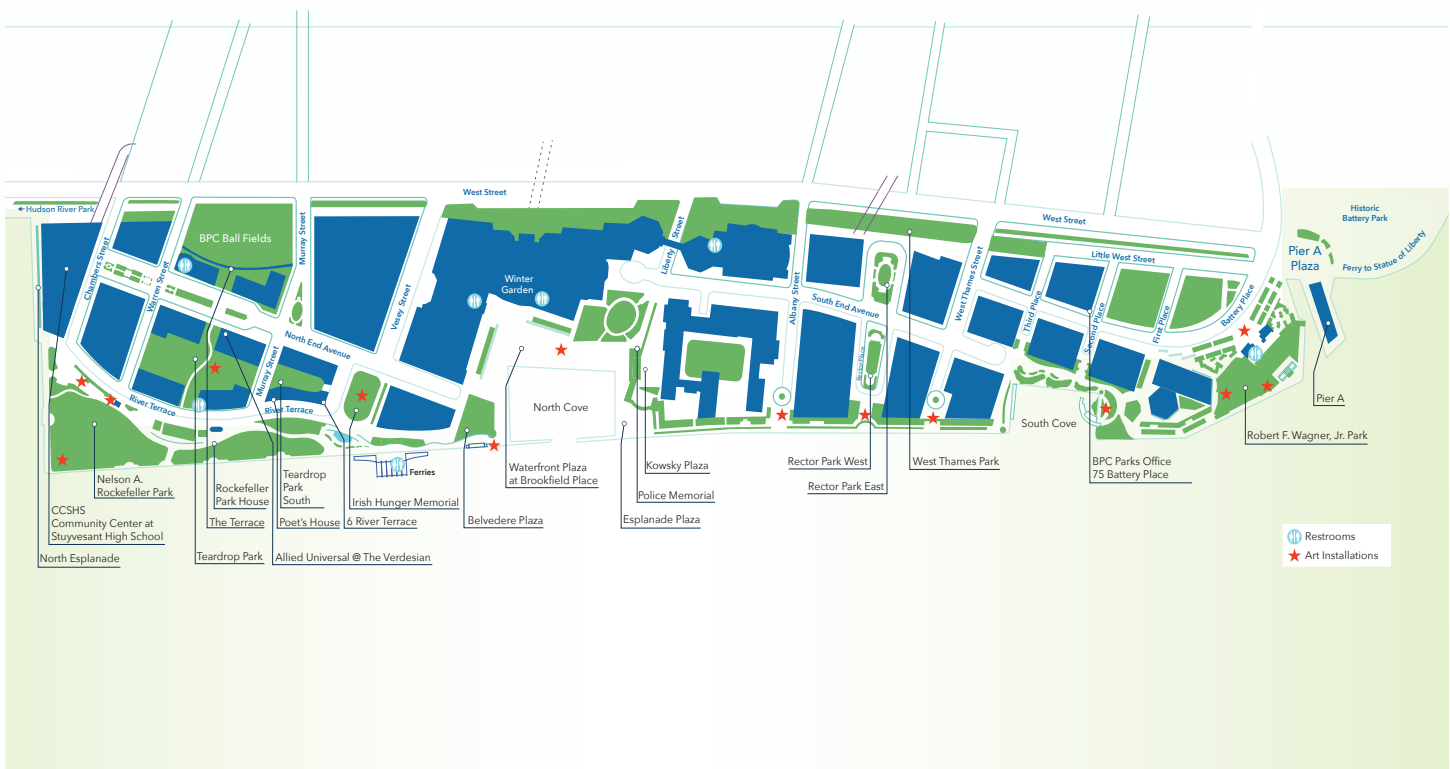 West Street
Hudson River Park
Chambers Street
Warren Street
BPC Ball Fields
Murray Street
Vesey Street
Winter
Garden
Liberty Street
Albany Street
South End Avenue
Rector Place
West Thames Street
West Street
Little West Street
Third Place
Second Place
First Place
Battery Place
Historic
Battery Park
Pier A
Plaza
Ferry to Statue of Liberty
North End Avenue
Murray Street
River Terrace
River Terrace
North Cove
South Cove
Ferries
Nelson A.
Rockefeller Park
CCSHS
Community Center at
Stuyvesant High School
North Esplanade
Rockefeller
Park House
The Terrace
Teardrop Park
Teardrop
Park
South
Poet's House
Allied Universal @ The Verdesian
Irish Hunger Memorial
6 River Terrace
Belvedere Plaza
Waterfront Plaza
at Brookfield Place
Kowsky Plaza
Police Memorial
Esplanade Plaza
Rector Park West
Rector Park East
West Thames Park
BPC Parks Office
75 Battery Place
Robert F. Wagner, Jr. Park
Pier A
Restrooms
Art Installations